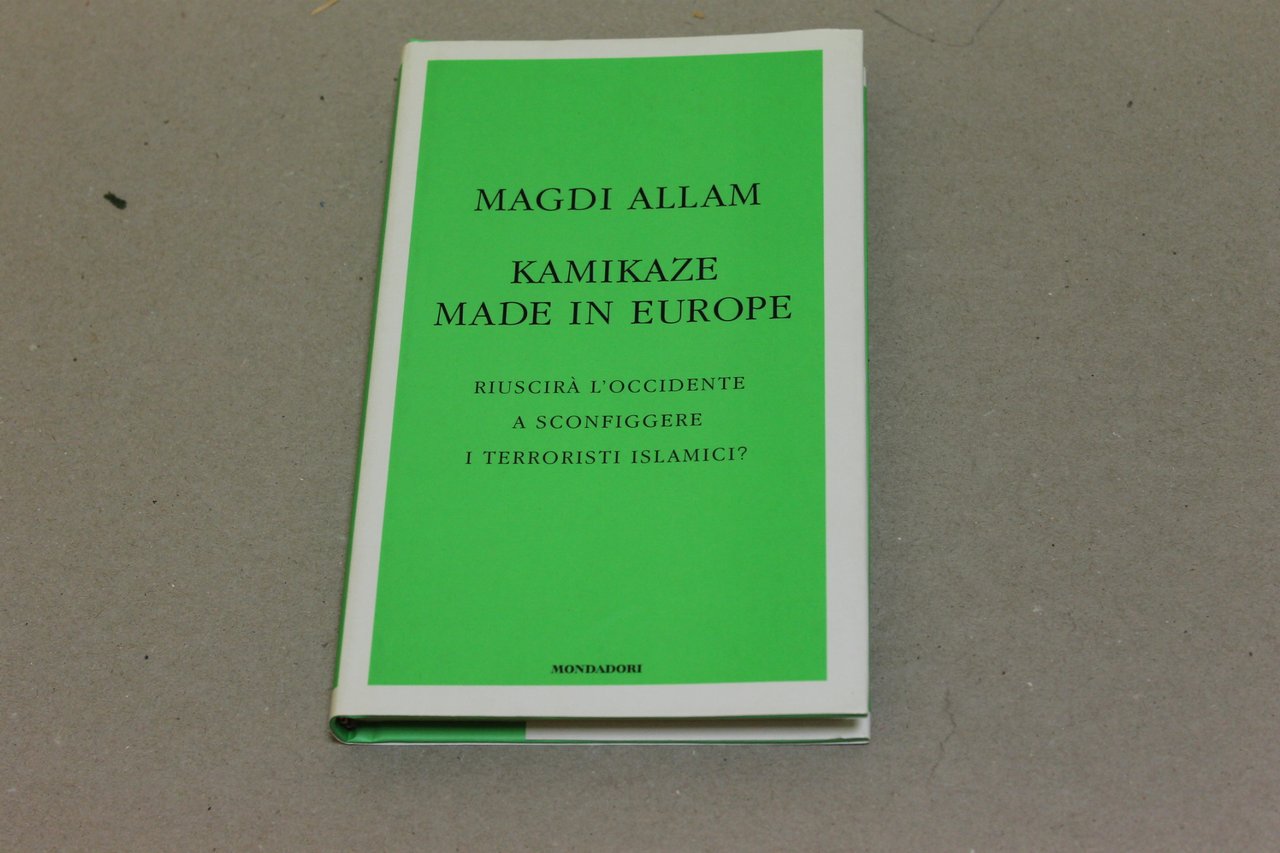 MAGDI ALLAM
KAMIKAZE
MADE IN EUROPE
RIUSCIRÀ L'OCCIDENTE
A SCONFIGGERE
I TERRORISTI ISLAMICI?
MONDADORI